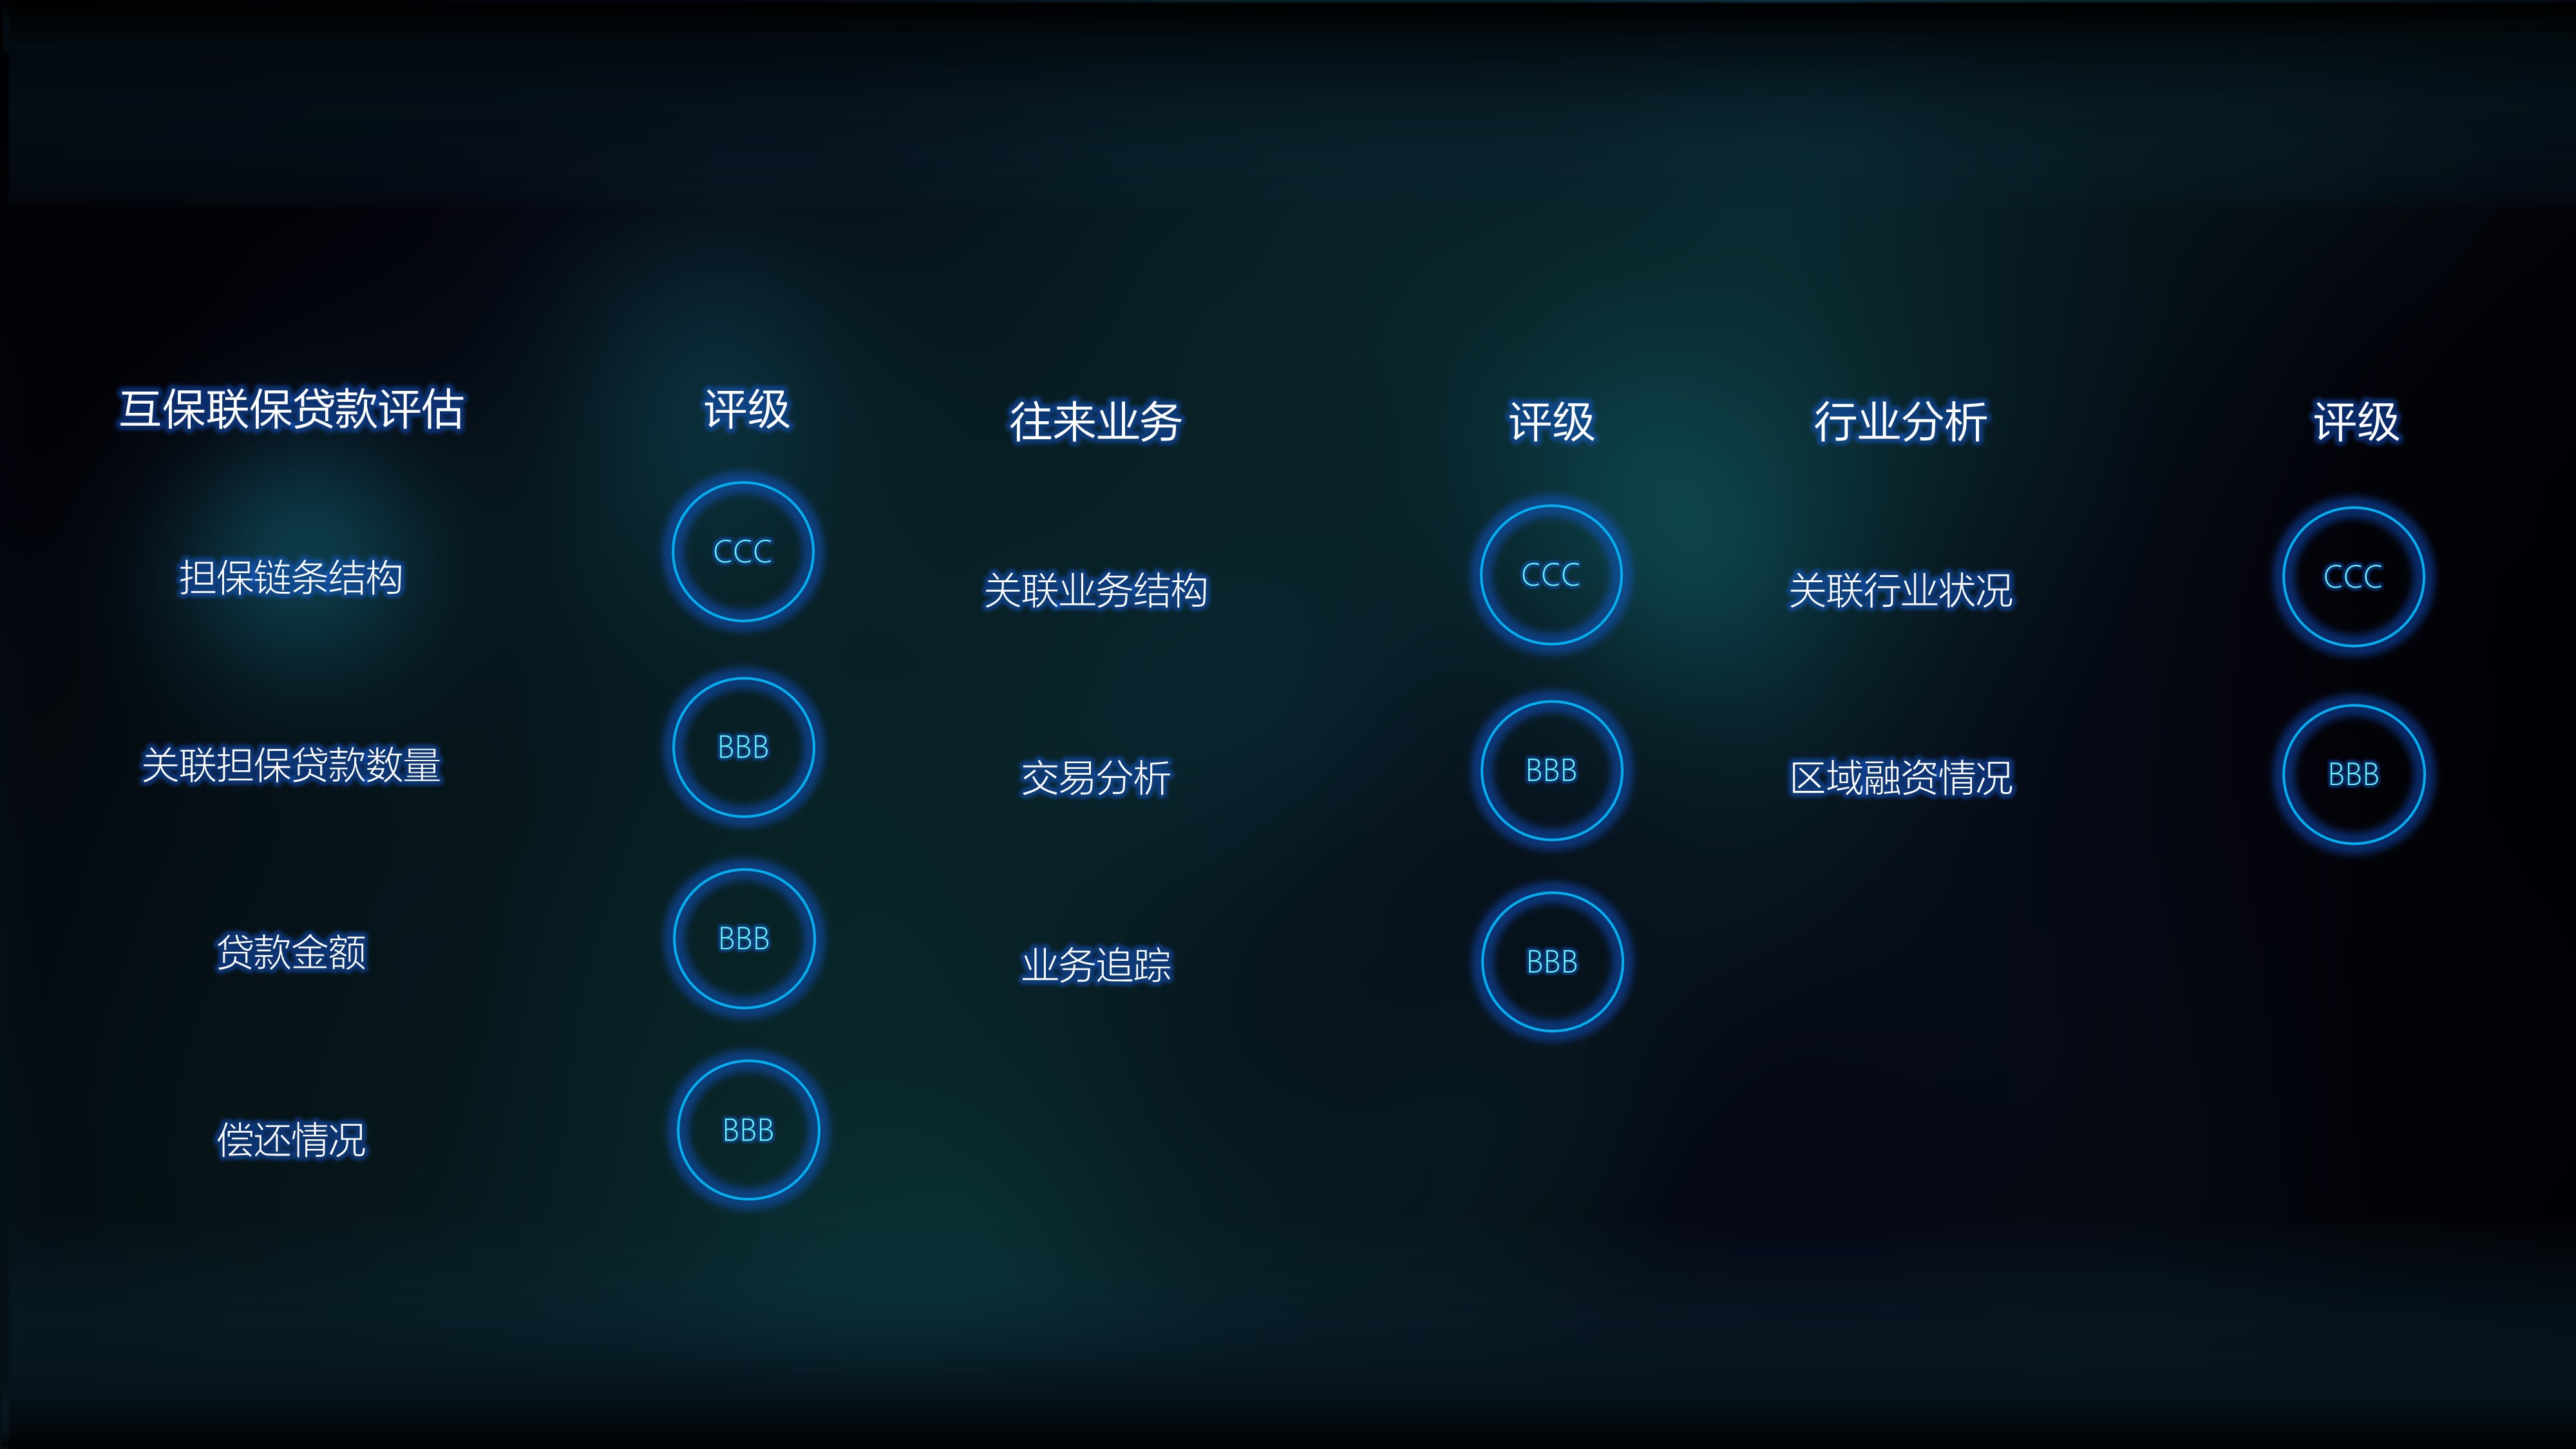 互保联保贷款评估 评级
担保链条结构 CCC
关联担保贷款数量 BBB
贷款金额 BBB
偿还情况 BBB
往来业务 评级
关联业务结构 CCC
交易分析 BBB
业务追踪 BBB
行业分析 评级
关联行业状况 CCC
区域融资情况 BBB